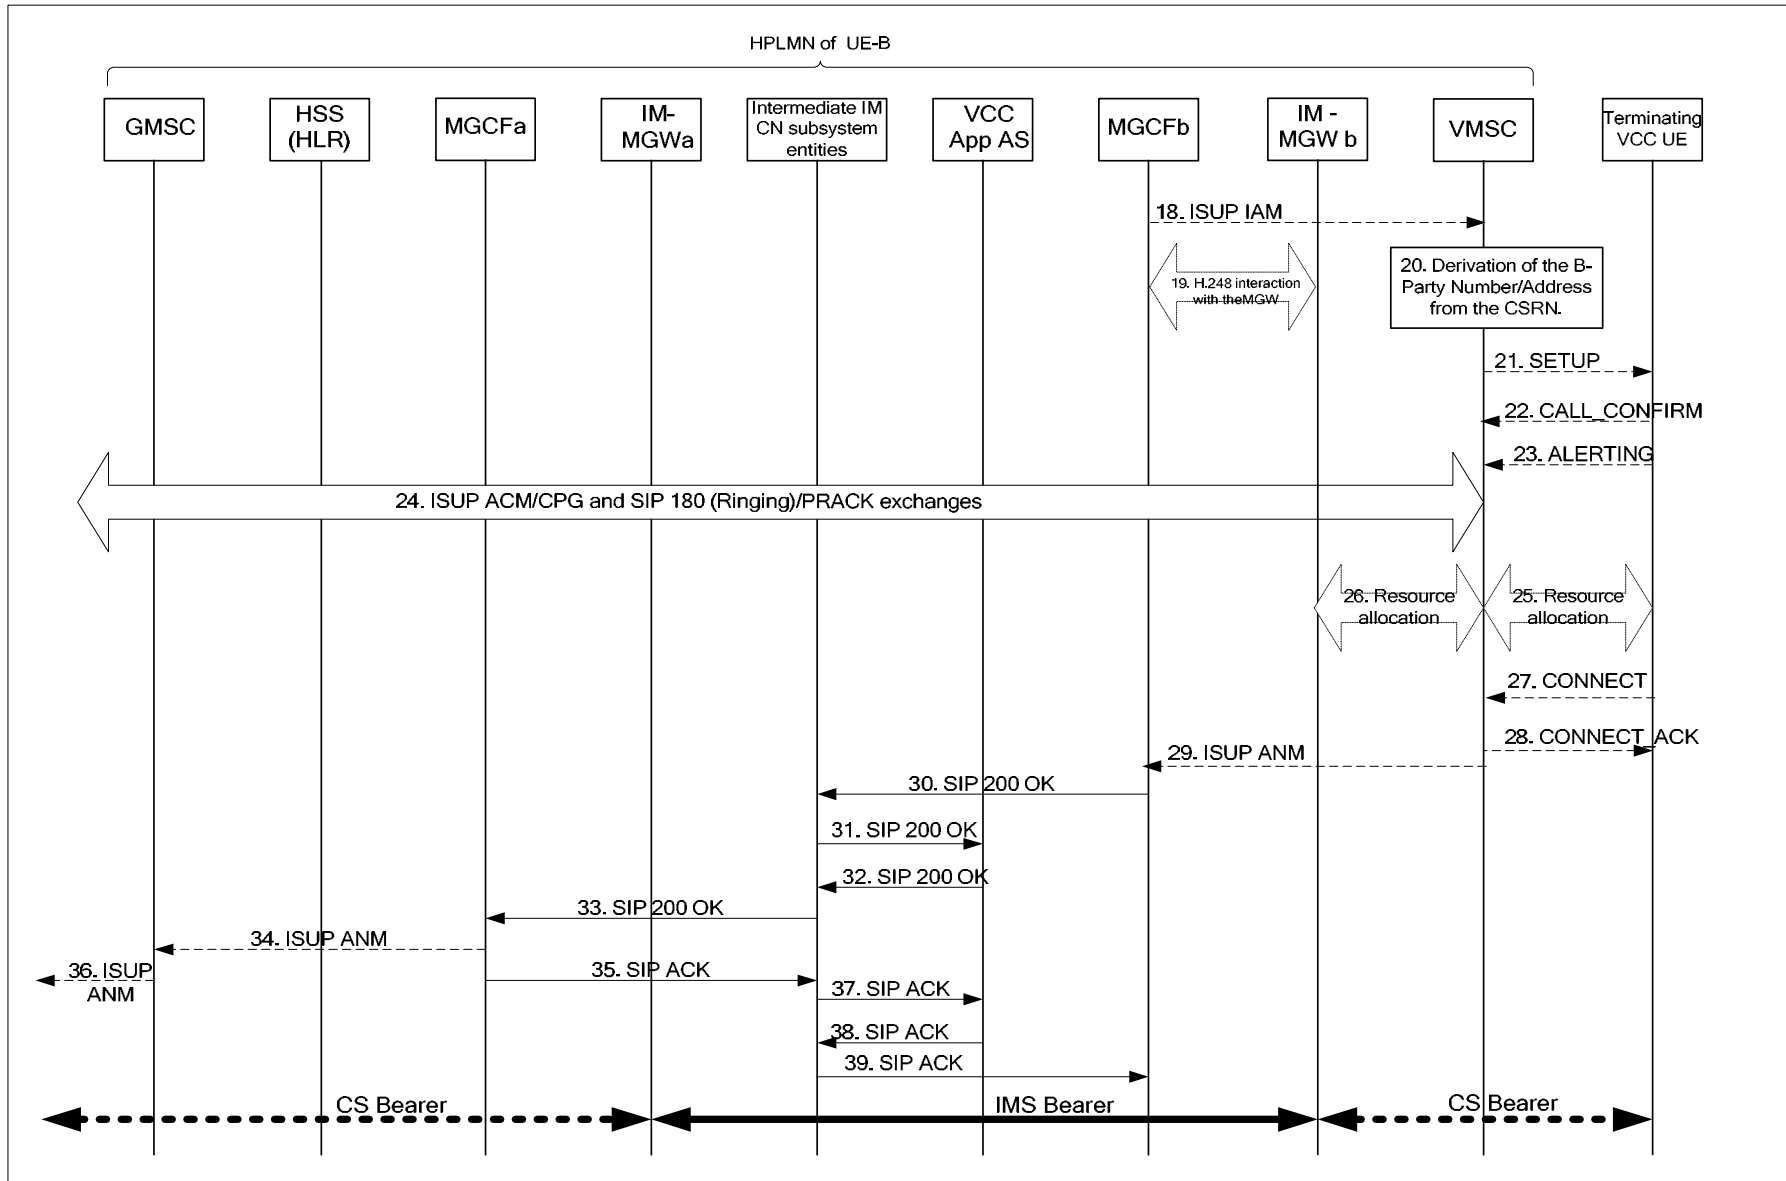 HPLMN of UE-B
GMSC
HSS
(HLR)
MGCFa
IM-
MGWa
Intermediate IM
CN subsystem
entities
VCC
App AS
MGCFb
IM -
MGW b
VMSC
Terminating
VCC UE
18. ISUP IAM
19. H.248 interaction
with theMGW
20. Derivation of the B-
Party Number/Address
from the CSRN.
21. SETUP
22. CALL_CONFIRM
23. ALERTING
24. ISUP ACM/CPG and SIP 180 (Ringing)/PRACK exchanges
26. Resource
allocation
25. Resource
allocation
27. CONNECT
28. CONNECT_ACK
29. ISUP ANM
30. SIP 200 OK
31. SIP 200 OK
32. SIP 200 OK
33. SIP 200 OK
34. ISUP ANM
36. ISUP
ANM
35. SIP ACK
37. SIP ACK
38. SIP ACK
39. SIP ACK
CS Bearer
IMS Bearer
CS Bearer